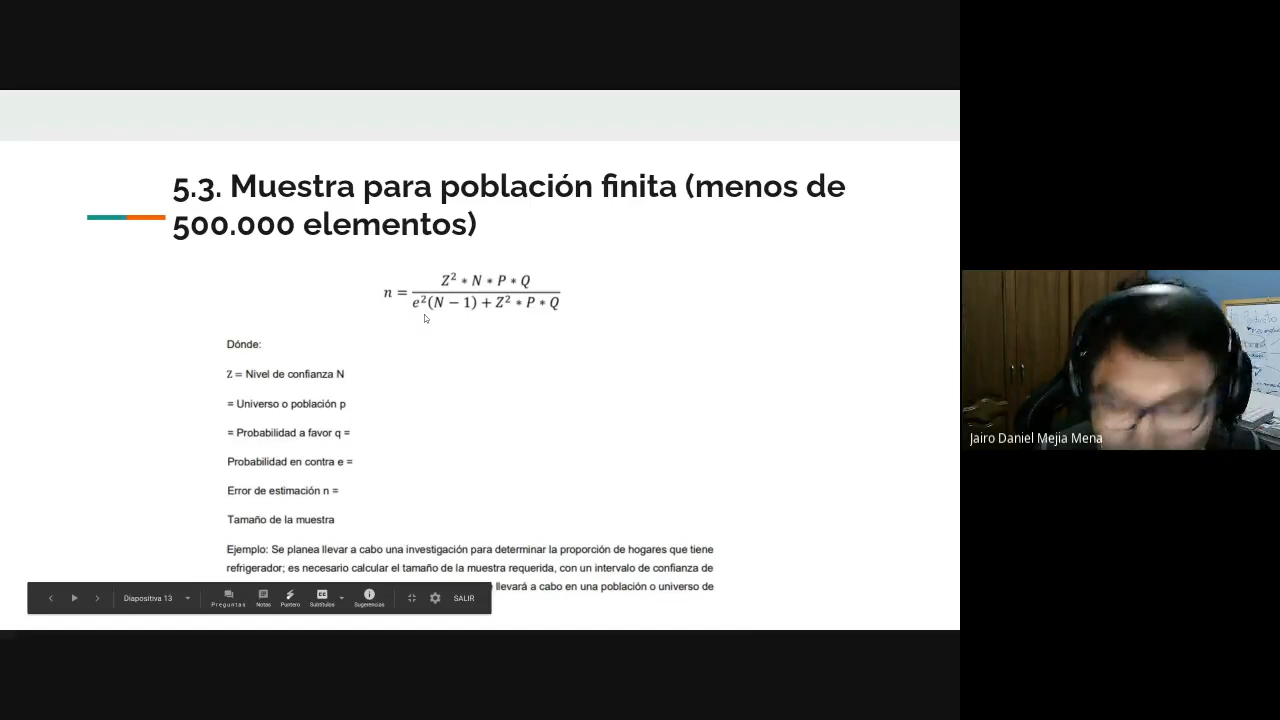 5.3. Muestra para población finita (menos de
500.000 elementos)
n = Z² * N * P * Q / e²(N − 1) + Z² * P * Q
Dónde:
Z = Nivel de confianza N
= Universo o población p
= Probabilidad a favor q =
Probabilidad en contra e =
Error de estimación n =
Tamaño de la muestra
Ejemplo: Se planea llevar a cabo una investigación para determinar la proporción de hogares que tiene
refrigerador; es necesario calcular el tamaño de la muestra requerida, con un intervalo de confianza de
llevará a cabo en una población o universo de
Diapositiva 13
Preguntas
Notas
Puntero
Subtítulos
Sugerencias
SALIR
Jairo Daniel Mejia Mena